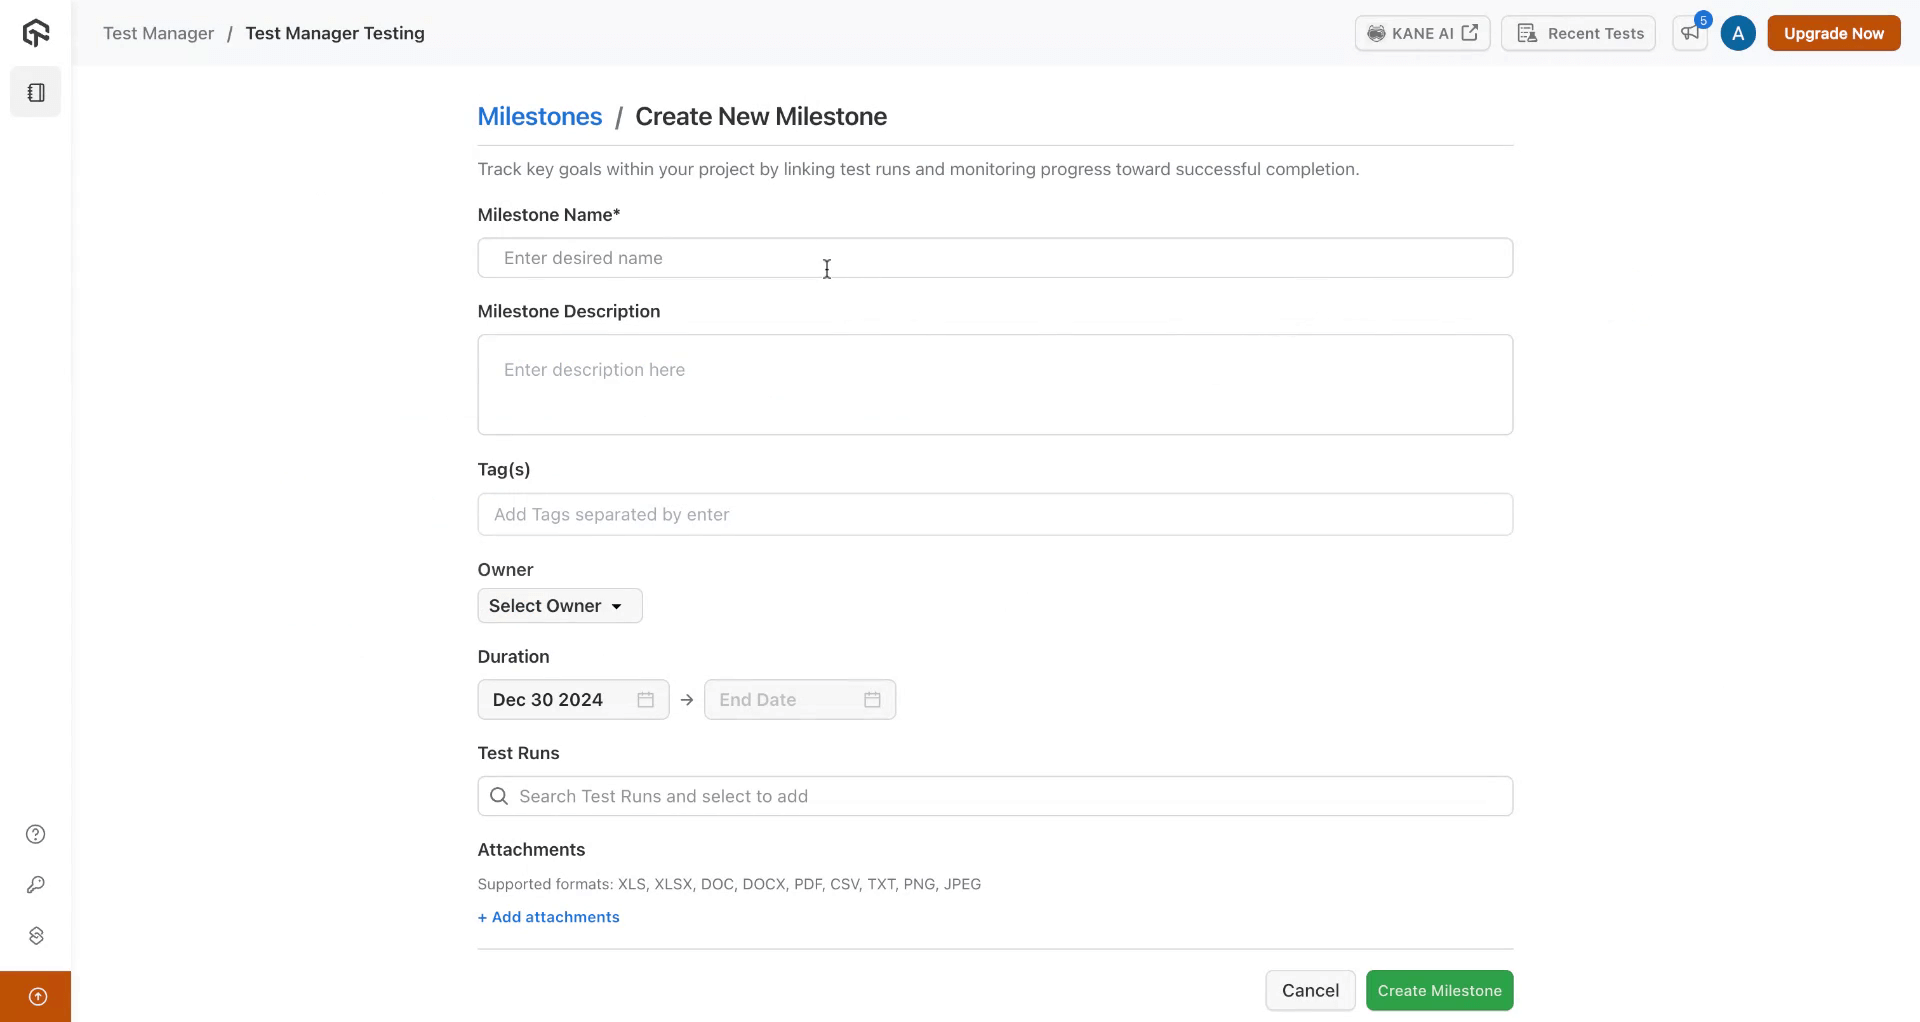 Test Manager / Test Manager Testing
KANE AI
Recent Tests
5
A
Upgrade Now
Milestones / Create New Milestone
Track key goals within your project by linking test runs and monitoring progress toward successful completion.
Milestone Name*
Enter desired name
Milestone Description
Enter description here
Tag(s)
Add Tags separated by enter
Owner
Select Owner
Duration
Dec 30 2024 → End Date
Test Runs
Search Test Runs and select to add
Attachments
Supported formats: XLS, XLSX, DOC, DOCX, PDF, CSV, TXT, PNG, JPEG
+ Add attachments
Cancel
Create Milestone